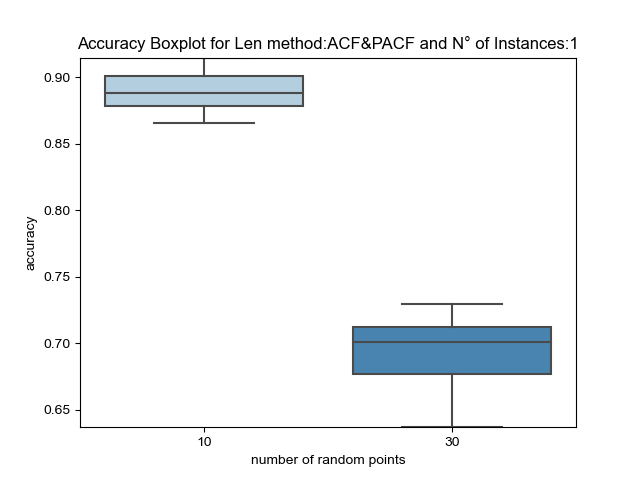 Accuracy Boxplot for Len method:ACF&PACF and N° of Instances:1
0.90
0.85
0.80
0.75
0.70
0.65
accuracy
10
30
number of random points